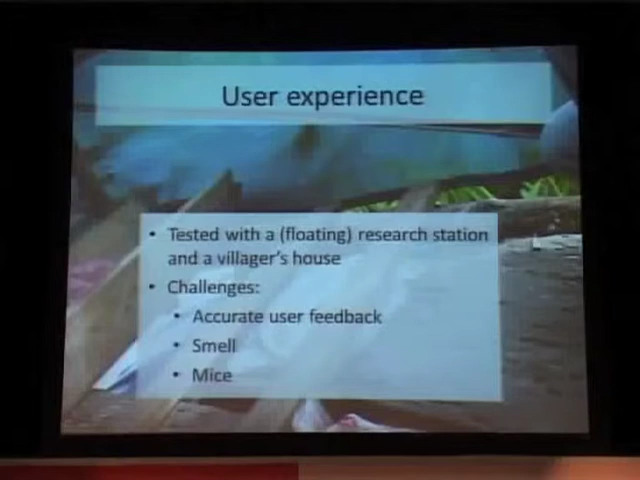 User experience
• Tested with a (floating) research station
and a villager's house
• Challenges:
• Accurate user feedback
• Smell
• Mice